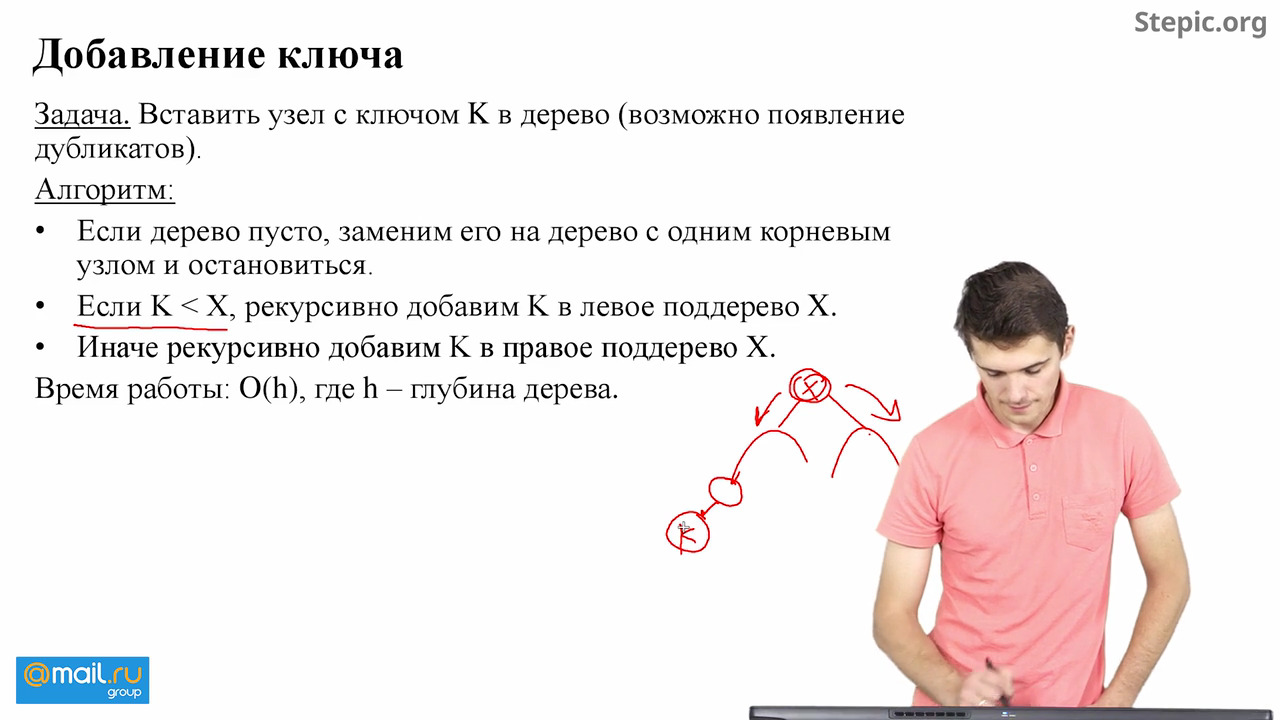 Stepic.org
Добавление ключа
Задача. Вставить узел с ключом K в дерево (возможно появление
дубликатов).
Алгоритм:
• Если дерево пусто, заменим его на дерево с одним корневым
узлом и остановиться.
• Если K < X, рекурсивно добавим K в левое поддерево X.
• Иначе рекурсивно добавим K в правое поддерево X.
Время работы: O(h), где h – глубина дерева.
X
K
@mail.ru
group